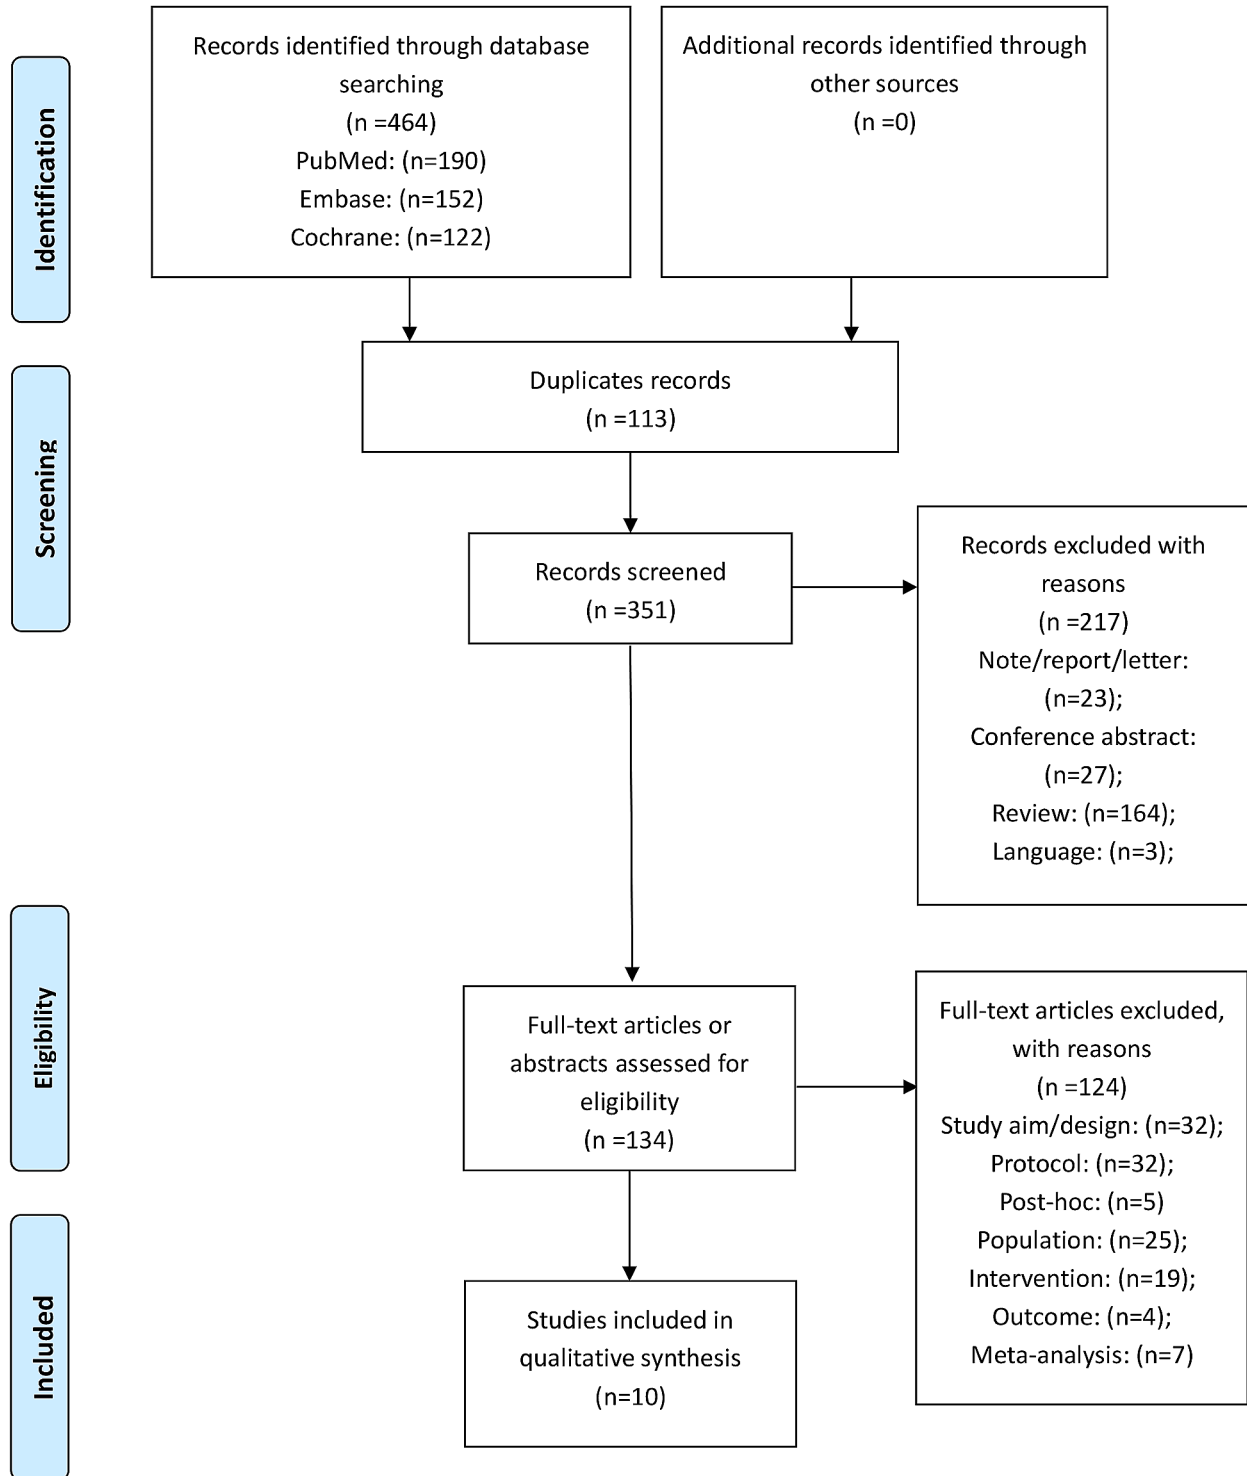 Identification
Records identified through database
searching
(n =464)
PubMed: (n=190)
Embase: (n=152)
Cochrane: (n=122)
Additional records identified through
other sources
(n =0)
Screening
Duplicates records
(n =113)
Records screened
(n =351)
Records excluded with
reasons
(n =217)
Note/report/letter:
(n=23);
Conference abstract:
(n=27);
Review: (n=164);
Language: (n=3);
Eligibility
Full-text articles or
abstracts assessed for
eligibility
(n =134)
Full-text articles excluded,
with reasons
(n =124)
Study aim/design: (n=32);
Protocol: (n=32);
Post-hoc: (n=5)
Population: (n=25);
Intervention: (n=19);
Outcome: (n=4);
Meta-analysis: (n=7)
Included
Studies included in
qualitative synthesis
(n=10)